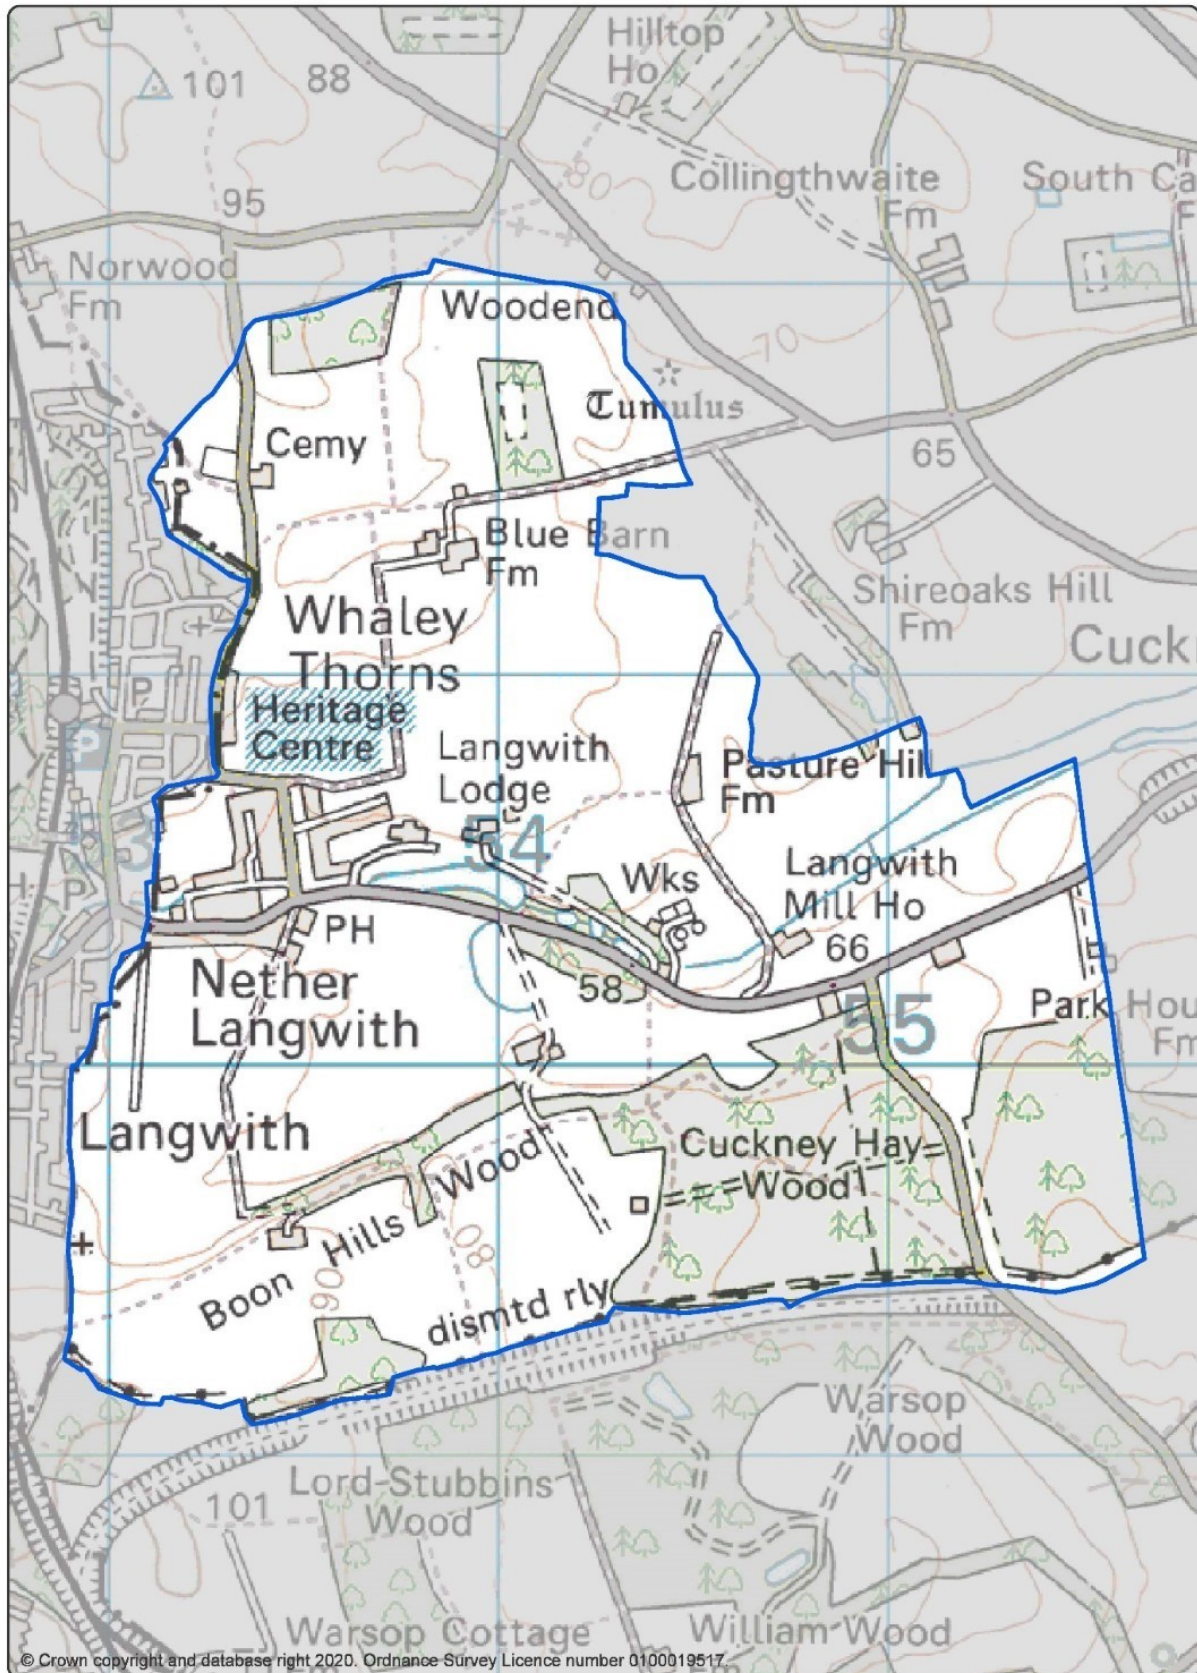 Hilltop
Ho
101
88
Collingthwaite
Fm
South Ca
95
Norwood
Fm
80
Woodend
70
Tumulus
Cemy
65
Blue Barn
Fm
Shireoaks Hill
Fm
Whaley
Thorns
Cuck
Heritage
Centre
P
P
Langwith
Lodge
Pasture Hill
Fm
54
Wks
Langwith
Mill Ho
P
PH
66
58
Nether
Langwith
55
Park Hou
Fm
Langwith
Cuckney Hay
Wood
Boon Hills Wood
80
90
dismtd rly
Warsop
Wood
Lord Stubbins
Wood
101
Warsop Cottage
Fm
William Wood
© Crown copyright and database right 2020. Ordnance Survey Licence number 0100019517.